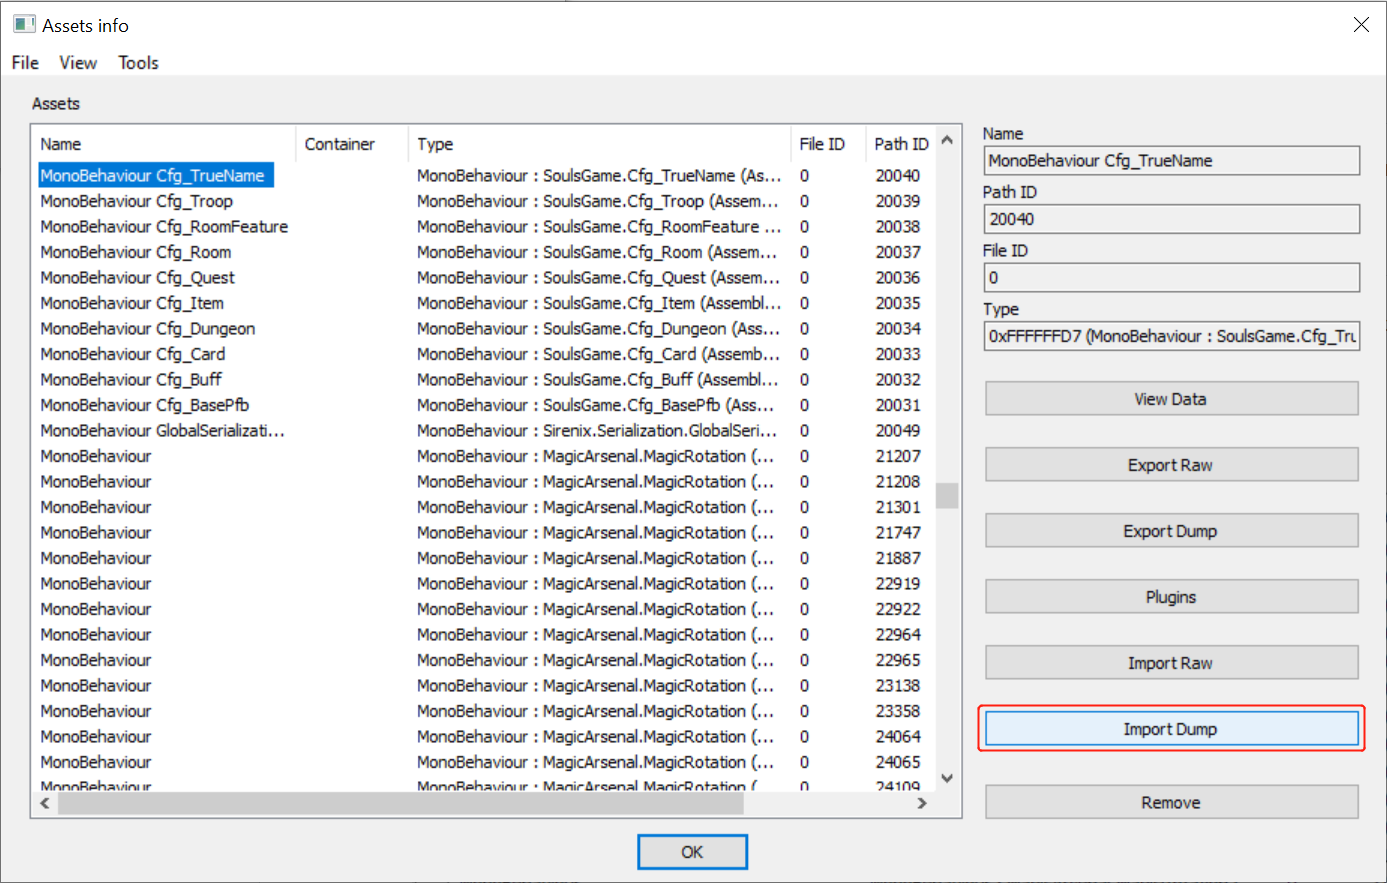 Assets info
File View Tools
Assets
Name Container Type File ID Path ID
MonoBehaviour Cfg_TrueName MonoBehaviour : SoulsGame.Cfg_TrueName (As... 0 20040
MonoBehaviour Cfg_Troop MonoBehaviour : SoulsGame.Cfg_Troop (Assem... 0 20039
MonoBehaviour Cfg_RoomFeature MonoBehaviour : SoulsGame.Cfg_RoomFeature ... 0 20038
MonoBehaviour Cfg_Room MonoBehaviour : SoulsGame.Cfg_Room (Assem... 0 20037
MonoBehaviour Cfg_Quest MonoBehaviour : SoulsGame.Cfg_Quest (Assem... 0 20036
MonoBehaviour Cfg_Item MonoBehaviour : SoulsGame.Cfg_Item (Assembl... 0 20035
MonoBehaviour Cfg_Dungeon MonoBehaviour : SoulsGame.Cfg_Dungeon (Ass... 0 20034
MonoBehaviour Cfg_Card MonoBehaviour : SoulsGame.Cfg_Card (Assemb... 0 20033
MonoBehaviour Cfg_Buff MonoBehaviour : SoulsGame.Cfg_Buff (Assembl... 0 20032
MonoBehaviour Cfg_BasePfb MonoBehaviour : SoulsGame.Cfg_BasePfb (Ass... 0 20031
MonoBehaviour GlobalSerializati... MonoBehaviour : Sirenix.Serialization.GlobalSeri... 0 20049
MonoBehaviour MonoBehaviour : MagicArsenal.MagicRotation (... 0 21207
MonoBehaviour MonoBehaviour : MagicArsenal.MagicRotation (... 0 21208
MonoBehaviour MonoBehaviour : MagicArsenal.MagicRotation (... 0 21301
MonoBehaviour MonoBehaviour : MagicArsenal.MagicRotation (... 0 21747
MonoBehaviour MonoBehaviour : MagicArsenal.MagicRotation (... 0 21887
MonoBehaviour MonoBehaviour : MagicArsenal.MagicRotation (... 0 22919
MonoBehaviour MonoBehaviour : MagicArsenal.MagicRotation (... 0 22922
MonoBehaviour MonoBehaviour : MagicArsenal.MagicRotation (... 0 22964
MonoBehaviour MonoBehaviour : MagicArsenal.MagicRotation (... 0 22965
MonoBehaviour MonoBehaviour : MagicArsenal.MagicRotation (... 0 23138
MonoBehaviour MonoBehaviour : MagicArsenal.MagicRotation (... 0 23358
MonoBehaviour MonoBehaviour : MagicArsenal.MagicRotation (... 0 24064
MonoBehaviour MonoBehaviour : MagicArsenal.MagicRotation (... 0 24065
MonoBehaviour MonoBehaviour : MagicArsenal.MagicRotation ( 0 24109
Name
MonoBehaviour Cfg_TrueName
Path ID
20040
File ID
0
Type
0xFFFFFFD7 (MonoBehaviour : SoulsGame.Cfg_Tru
View Data
Export Raw
Export Dump
Plugins
Import Raw
Import Dump
Remove
OK